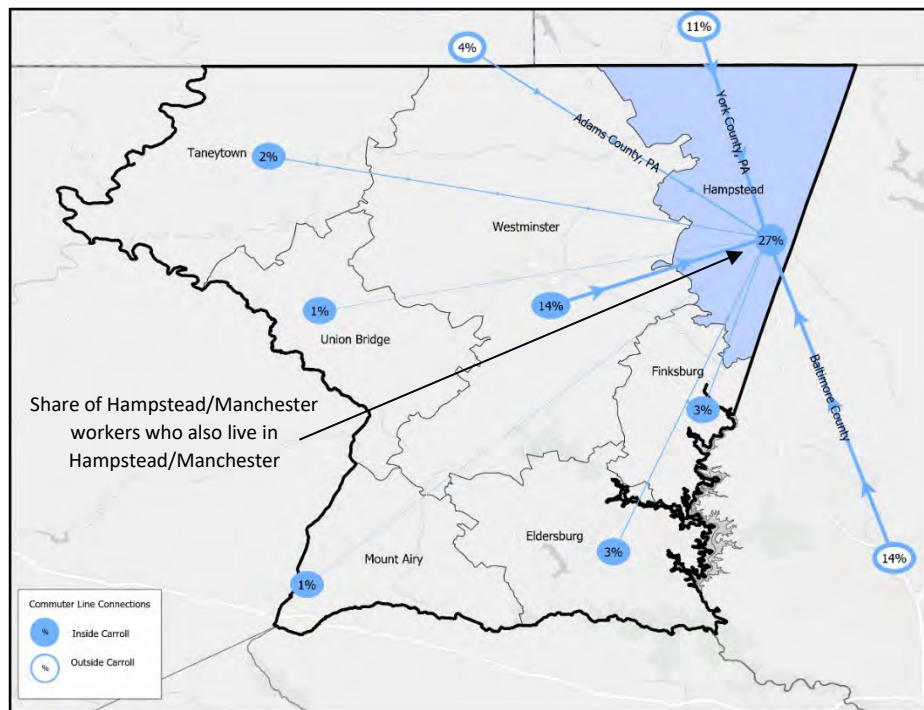 11%
4%
York County, PA
Adams County, PA
Taneytown
2%
Hampstead
Westminster
27%
14%
1%
Union Bridge
Baltimore County
Finksburg
3%
Share of Hampstead/Manchester
workers who also live in
Hampstead/Manchester
Eldersburg
3%
14%
Mount Airy
1%
Commuter Line Connections
% Inside Carroll
% Outside Carroll